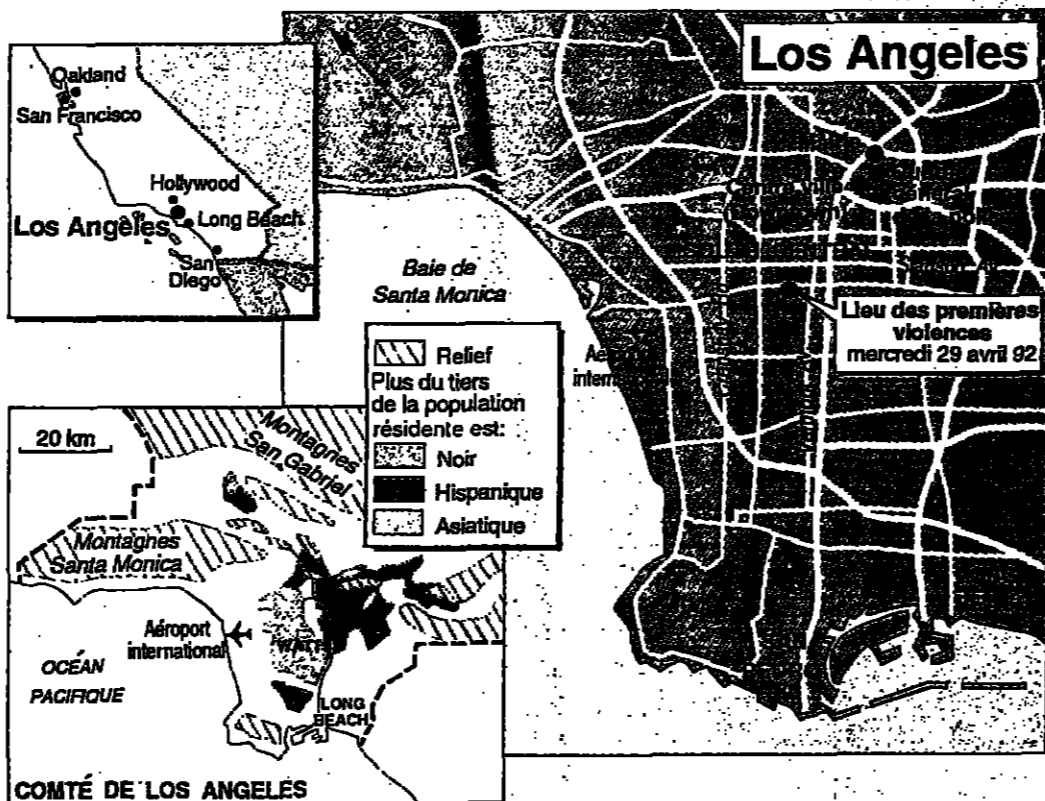 Los Angeles
Oakland
San Francisco
Hollywood
Long Beach
Los Angeles
San
Diego
Baie de
Santa Monica
Centre ville
Lieu des premières
violences
mercredi 29 avril 92
Relief
Plus du tiers
de la population
résidente est:
Noir
Hispanique
Asiatique
20 km
Montagnes
San Gabriel
Montagnes
Santa Monica
Aéroport
international
OCÉAN
PACIFIQUE
LONG
BEACH
COMTÉ DE LOS ANGELES